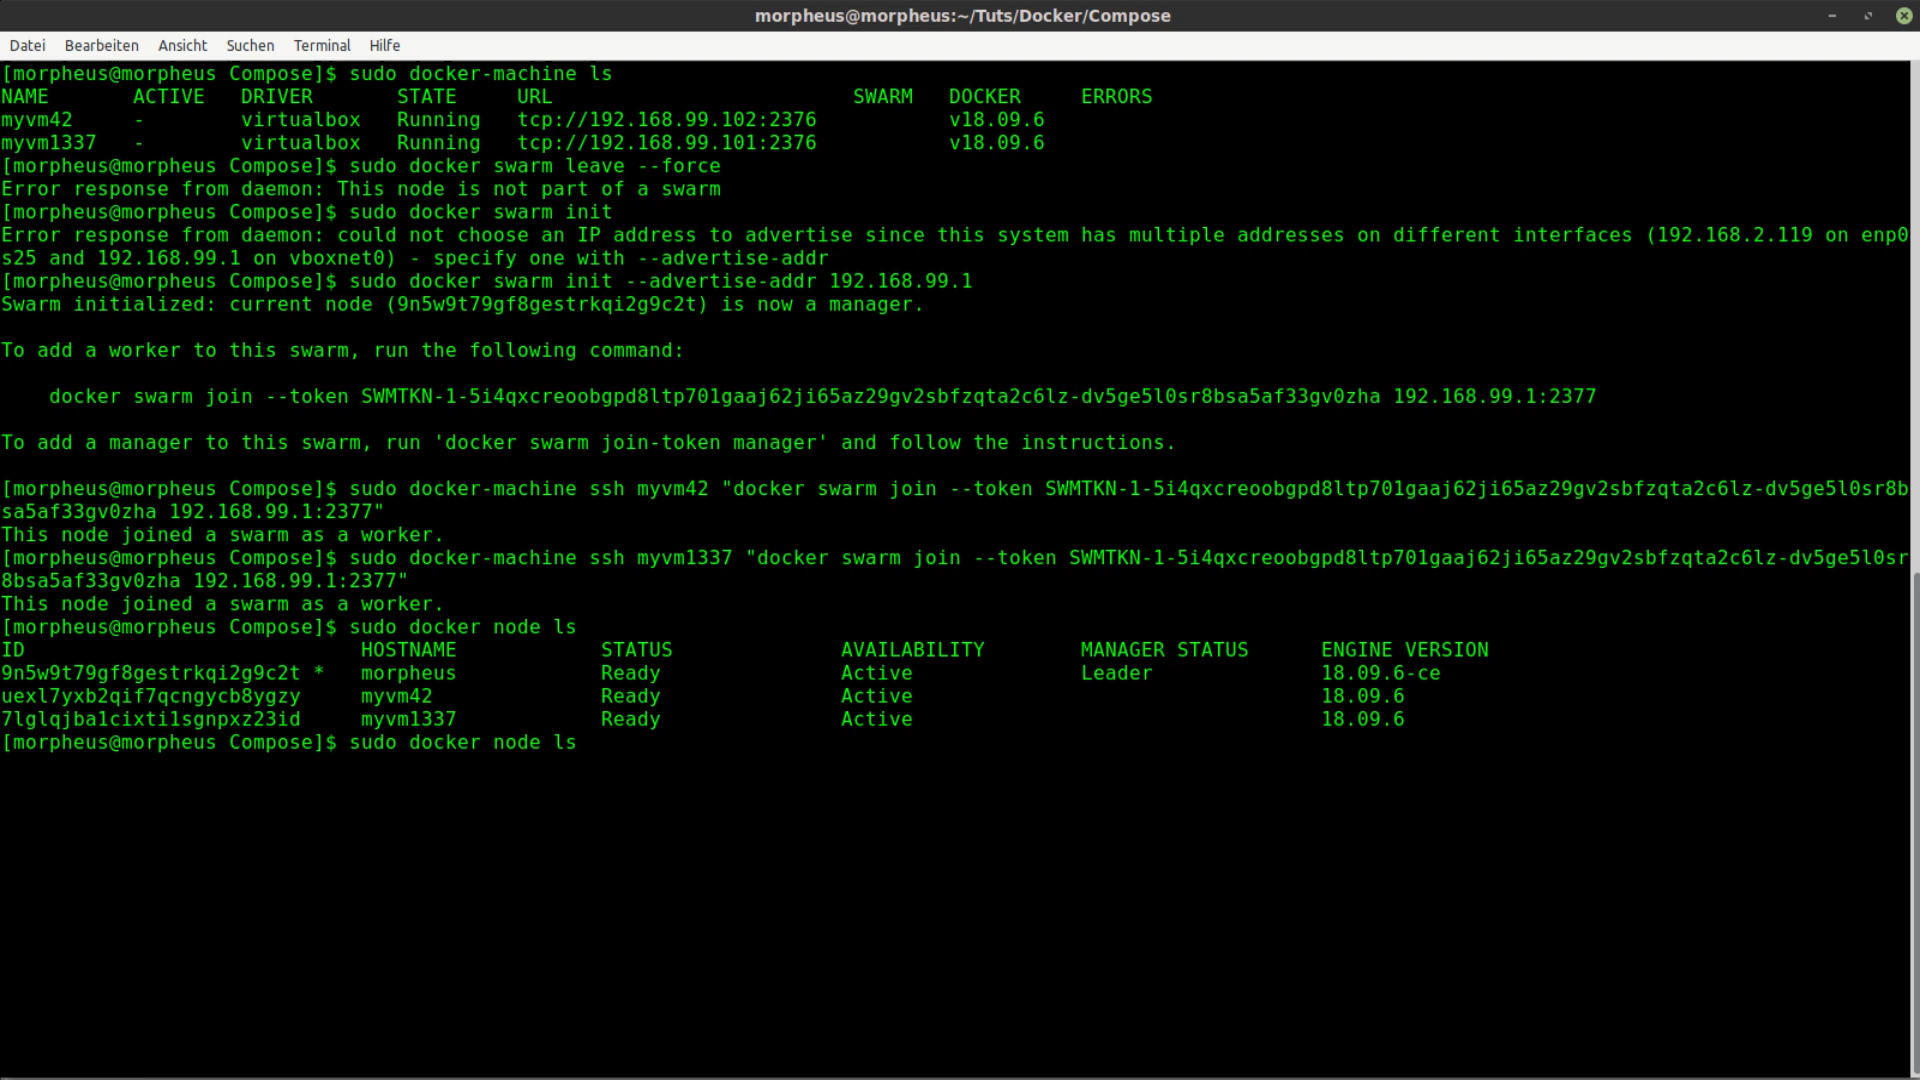 morpheus@morpheus:~/Tuts/Docker/Compose
Datei Bearbeiten Ansicht Suchen Terminal Hilfe
[morpheus@morpheus Compose]$ sudo docker-machine ls
NAME ACTIVE DRIVER STATE URL SWARM DOCKER ERRORS
myvm42 - virtualbox Running tcp://192.168.99.102:2376 v18.09.6
myvm1337 - virtualbox Running tcp://192.168.99.101:2376 v18.09.6
[morpheus@morpheus Compose]$ sudo docker swarm leave --force
Error response from daemon: This node is not part of a swarm
[morpheus@morpheus Compose]$ sudo docker swarm init
Error response from daemon: could not choose an IP address to advertise since this system has multiple addresses on different interfaces (192.168.2.119 on enp0
s25 and 192.168.99.1 on vboxnet0) - specify one with --advertise-addr
[morpheus@morpheus Compose]$ sudo docker swarm init --advertise-addr 192.168.99.1
Swarm initialized: current node (9n5w9t79gf8gestrkqi2g9c2t) is now a manager.
To add a worker to this swarm, run the following command:
docker swarm join --token SWMTKN-1-5i4qxcreoobgpd8ltp701gaaj62ji65az29gv2sbfzqta2c6lz-dv5ge5l0sr8bsa5af33gv0zha 192.168.99.1:2377
To add a manager to this swarm, run 'docker swarm join-token manager' and follow the instructions.
[morpheus@morpheus Compose]$ sudo docker-machine ssh myvm42 "docker swarm join --token SWMTKN-1-5i4qxcreoobgpd8ltp701gaaj62ji65az29gv2sbfzqta2c6lz-dv5ge5l0sr8b
sa5af33gv0zha 192.168.99.1:2377"
This node joined a swarm as a worker.
[morpheus@morpheus Compose]$ sudo docker-machine ssh myvm1337 "docker swarm join --token SWMTKN-1-5i4qxcreoobgpd8ltp701gaaj62ji65az29gv2sbfzqta2c6lz-dv5ge5l0sr
8bsa5af33gv0zha 192.168.99.1:2377"
This node joined a swarm as a worker.
[morpheus@morpheus Compose]$ sudo docker node ls
ID HOSTNAME STATUS AVAILABILITY MANAGER STATUS ENGINE VERSION
9n5w9t79gf8gestrkqi2g9c2t * morpheus Ready Active Leader 18.09.6-ce
uexl7yxb2qif7qcngycb8ygzy myvm42 Ready Active 18.09.6
7lglqjba1cixti1sgnpxz23id myvm1337 Ready Active 18.09.6
[morpheus@morpheus Compose]$ sudo docker node ls